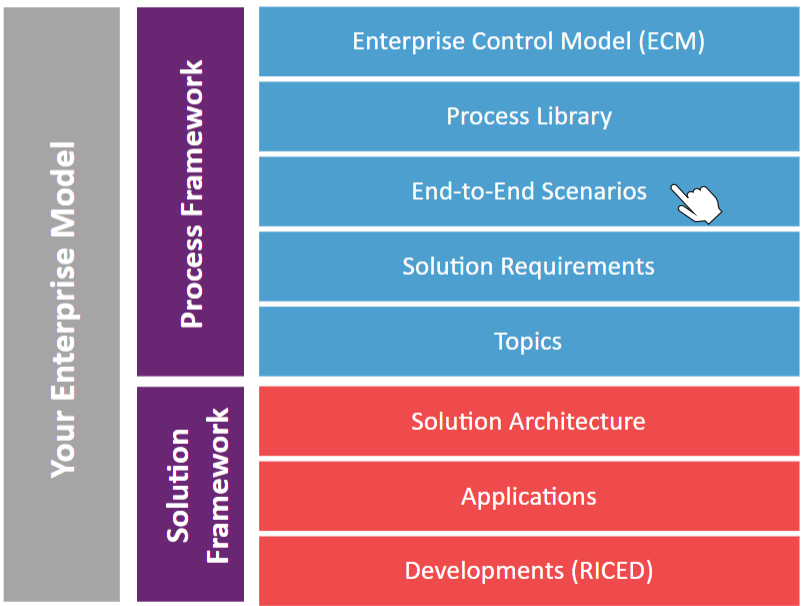 Your Enterprise Model
Process Framework
Enterprise Control Model (ECM)
Process Library
End-to-End Scenarios
Solution Requirements
Topics
Solution
Framework
Solution Architecture
Applications
Developments (RICED)